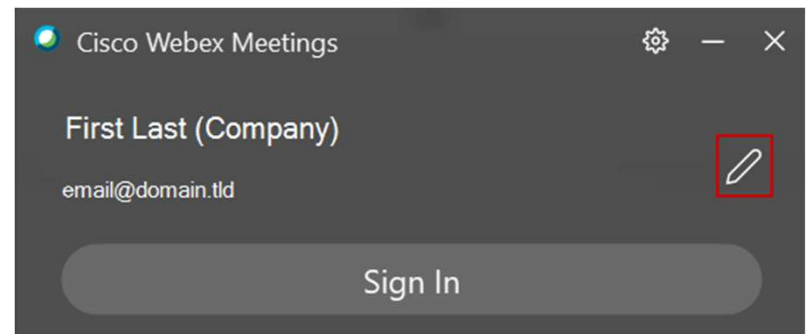 Cisco Webex Meetings
First Last (Company)
email@domain.tld
Sign In